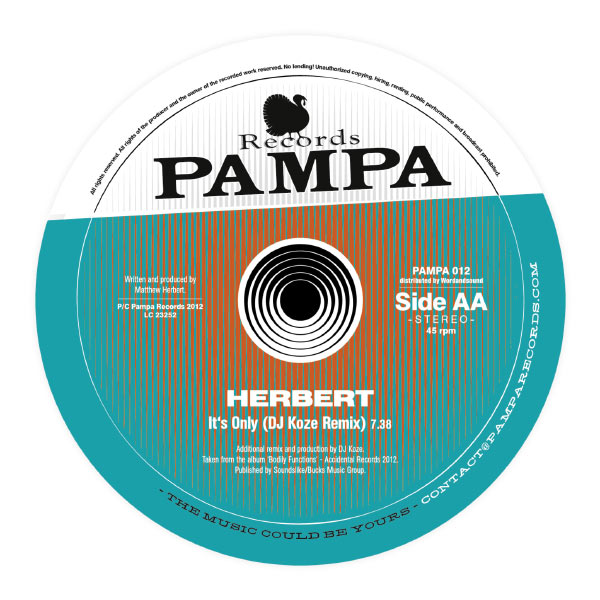 All rights reserved. All rights of the producer and the owner of the recorded work reserved. No lending! Unauthorized copying, hiring, renting, public performance and broadcast prohibited.
Records
PAMPA
Written and produced by
Matthew Herbert.
P/C Pampa Records 2012
LC 23252
PAMPA 012
distributed by Wordandsound
Side AA
-STEREO-
45 rpm
HERBERT
It's Only (DJ Koze Remix) 7.38
Additional remix and production by DJ Koze.
Taken from the album 'Bodily Functions' - Accidental Records 2012.
Published by Soundslike/Bucks Music Group.
- THE MUSIC COULD BE YOURS - CONTACT@PAMPARECORDS.COM